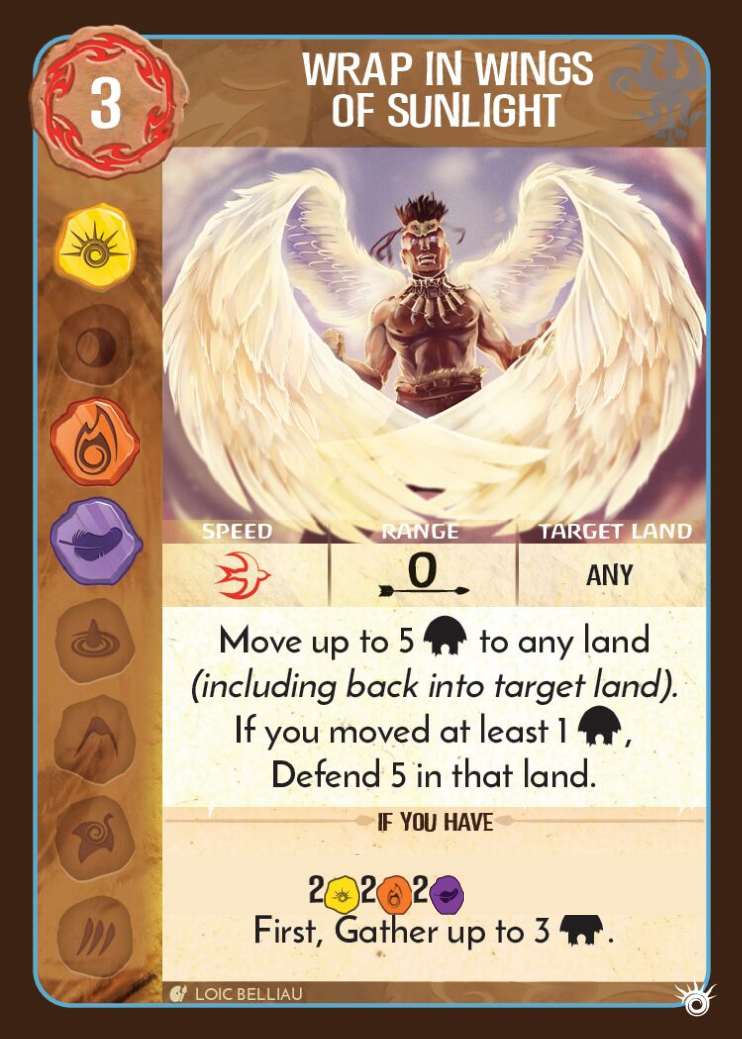 3
WRAP IN WINGS
OF SUNLIGHT
SPEED RANGE TARGET LAND
0 ANY
Move up to 5 to any land
(including back into target land).
If you moved at least 1 ,
Defend 5 in that land.
IF YOU HAVE
2 2 2
First, Gather up to 3 .
LOIC BELLIAU